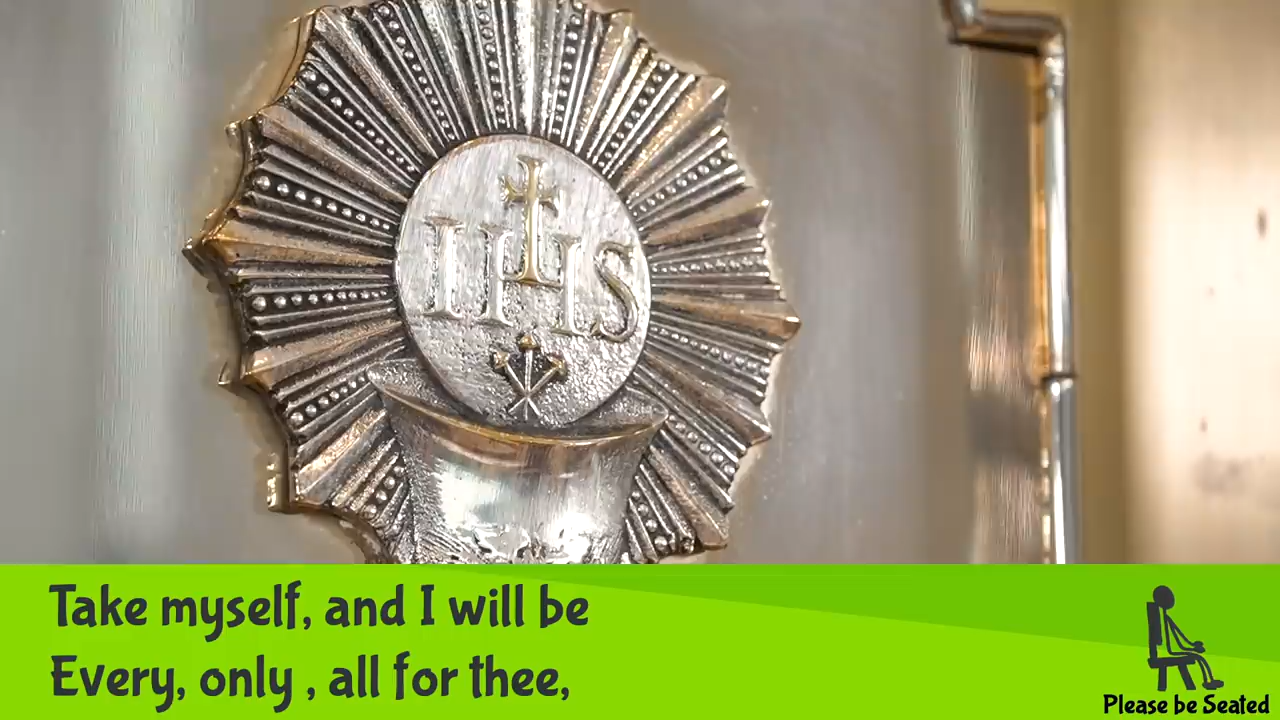 IHS
Take myself, and I will be
Every, only , all for thee,
Please be Seated